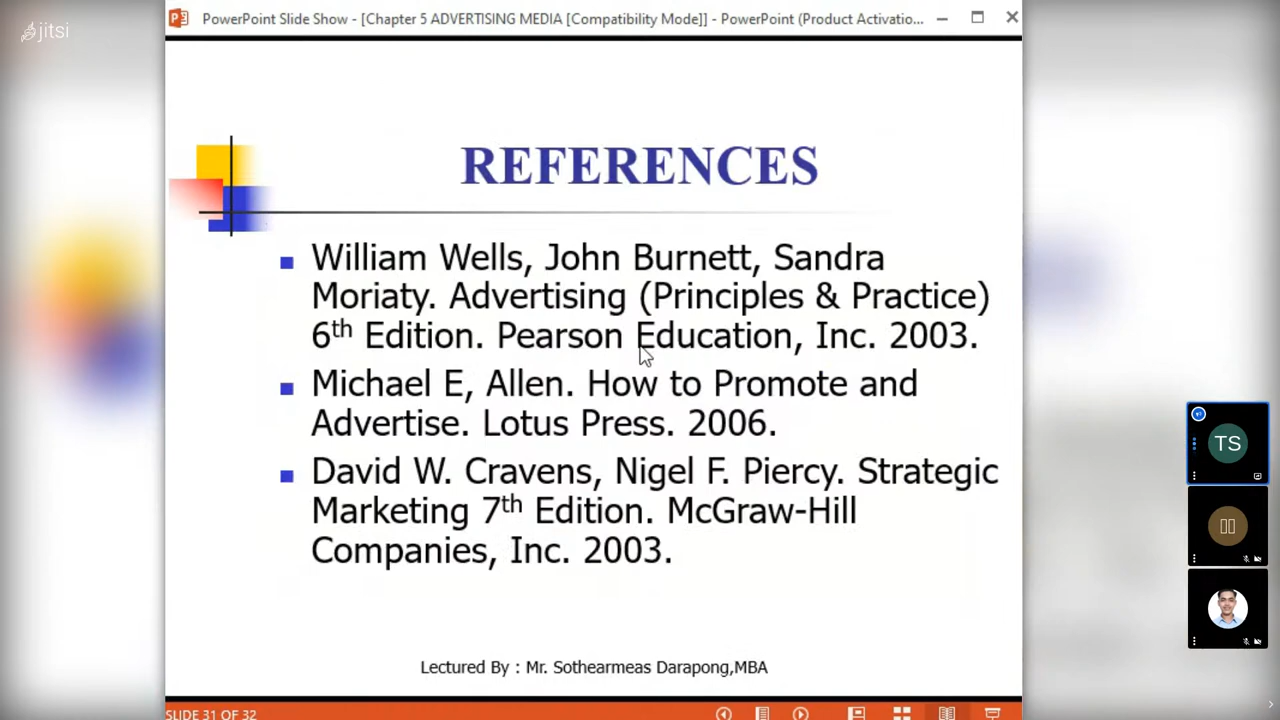 jitsi
PowerPoint Slide Show - [Chapter 5 ADVERTISING MEDIA [Compatibility Mode]] - PowerPoint (Product Activatio...
REFERENCES
William Wells, John Burnett, Sandra
Moriaty. Advertising (Principles & Practice)
6th Edition. Pearson Education, Inc. 2003.
Michael E, Allen. How to Promote and
Advertise. Lotus Press. 2006.
David W. Cravens, Nigel F. Piercy. Strategic
Marketing 7th Edition. McGraw-Hill
Companies, Inc. 2003.
TS
Lectured By : Mr. Sothearmeas Darapong,MBA
SLIDE 31 OF 32